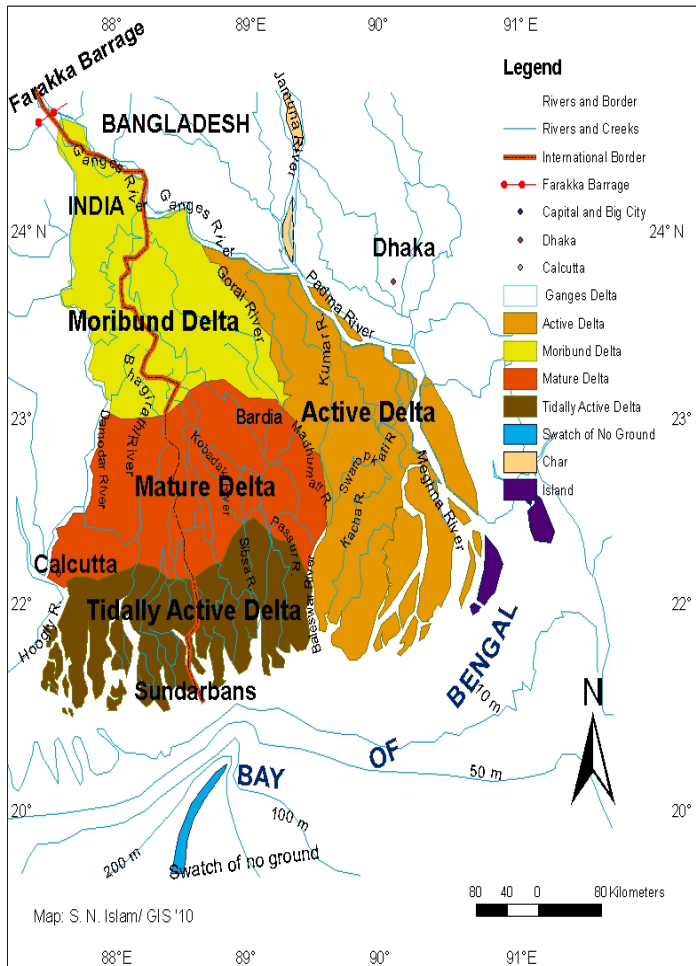 88° 89°E 90° 91° E
Farakka Barrage
BANGLADESH
Jamuna River
INDIA
Ganges River
Ganges River
24° N
Dhaka
24° N
Gorai River
Padma River
Moribund Delta
Kumar R.
Bhagirathi River
23°
Damodar River
Bardia
Active Delta
23°
Kobadak River
Madhumati R.
Swaropkati R.
Mature Delta
Meghna River
Kacha R.
Pasaur R.
Sibsa R.
Calcutta
Baleswar River
22°
Tidally Active Delta
22°
Hoogly R.
Sundarbans
BAY OF BENGAL
10 m
50 m
100 m
200 m
Swatch of no ground
20°
20°
N
Legend
Rivers and Border
Rivers and Creeks
International Border
Farakka Barrage
Capital and Big City
Dhaka
Calcutta
Ganges Delta
Active Delta
Moribund Delta
Mature Delta
Tidally Active Delta
Swatch of No Ground
Char
Island
80 40 0 80 Kilometers
Map: S. N. Islam/ GIS '10
88° 89°E 90° 91°E